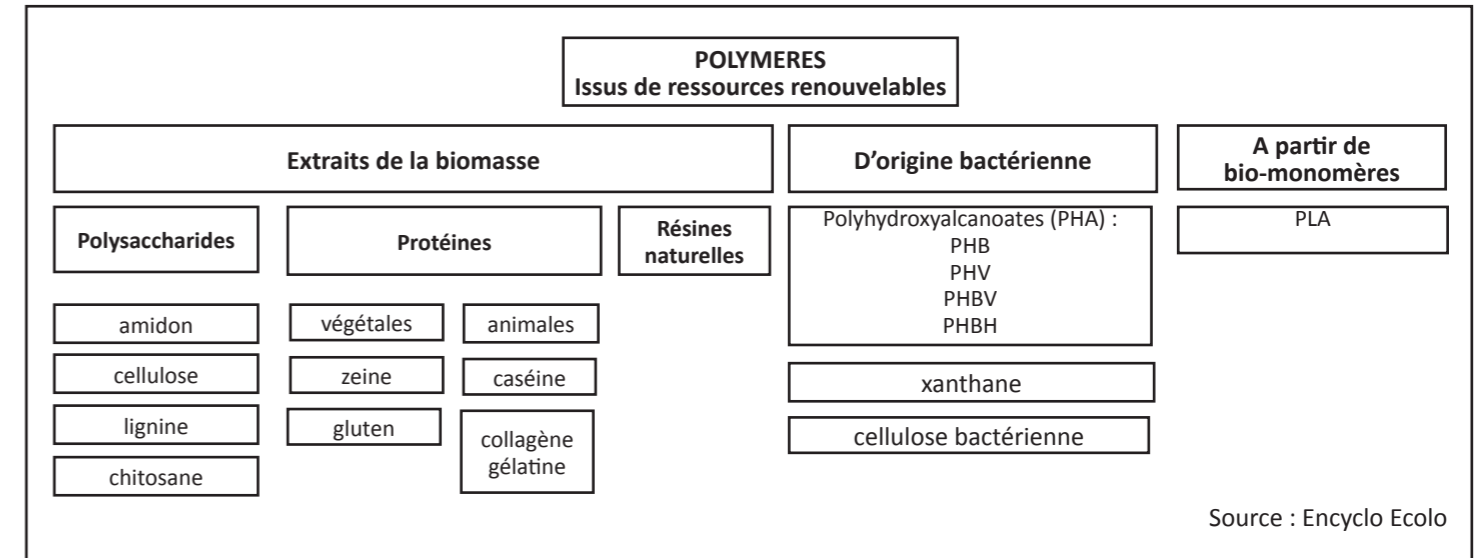 POLYMERES
Issus de ressources renouvelables
Extraits de la biomasse
D'origine bactérienne
A partir de
bio-monomères
Polysaccharides
Protéines
Résines
naturelles
Polyhydroxyalcanoates (PHA) :
PHB
PHV
PHBV
PHBH
PLA
amidon
végétales
animales
cellulose
zeine
caséine
xanthane
lignine
gluten
collagène
gélatine
cellulose bactérienne
chitosane
Source : Encyclo Ecolo